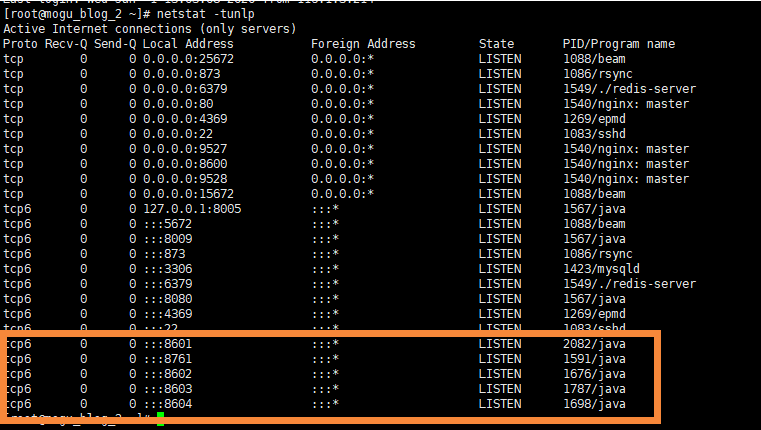 [root@mogu_blog_2 ~]# netstat -tunlp
Active Internet connections (only servers)
Proto Recv-Q Send-Q Local Address           Foreign Address         State       PID/Program name
tcp        0      0 0.0.0.0:25672           0.0.0.0:*               LISTEN      1088/beam
tcp        0      0 0.0.0.0:873             0.0.0.0:*               LISTEN      1086/rsync
tcp        0      0 0.0.0.0:6379            0.0.0.0:*               LISTEN      1549/./redis-server
tcp        0      0 0.0.0.0:80              0.0.0.0:*               LISTEN      1540/nginx: master
tcp        0      0 0.0.0.0:4369            0.0.0.0:*               LISTEN      1269/epmd
tcp        0      0 0.0.0.0:22              0.0.0.0:*               LISTEN      1083/sshd
tcp        0      0 0.0.0.0:9527            0.0.0.0:*               LISTEN      1540/nginx: master
tcp        0      0 0.0.0.0:8600            0.0.0.0:*               LISTEN      1540/nginx: master
tcp        0      0 0.0.0.0:9528            0.0.0.0:*               LISTEN      1540/nginx: master
tcp        0      0 0.0.0.0:15672           0.0.0.0:*               LISTEN      1088/beam
tcp6       0      0 127.0.0.1:8005          :::*                    LISTEN      1567/java
tcp6       0      0 :::5672                 :::*                    LISTEN      1088/beam
tcp6       0      0 :::8009                 :::*                    LISTEN      1567/java
tcp6       0      0 :::873                  :::*                    LISTEN      1086/rsync
tcp6       0      0 :::3306                 :::*                    LISTEN      1423/mysqld
tcp6       0      0 :::6379                 :::*                    LISTEN      1549/./redis-server
tcp6       0      0 :::8080                 :::*                    LISTEN      1567/java
tcp6       0      0 :::4369                 :::*                    LISTEN      1269/epmd
tcp6       0      0 :::22                   :::*                    LISTEN      1083/sshd
tcp6       0      0 :::8601                 :::*                    LISTEN      2082/java
tcp6       0      0 :::8761                 :::*                    LISTEN      1591/java
tcp6       0      0 :::8602                 :::*                    LISTEN      1676/java
tcp6       0      0 :::8603                 :::*                    LISTEN      1787/java
tcp6       0      0 :::8604                 :::*                    LISTEN      1698/java
[root@mogu_blog_2 ~]#